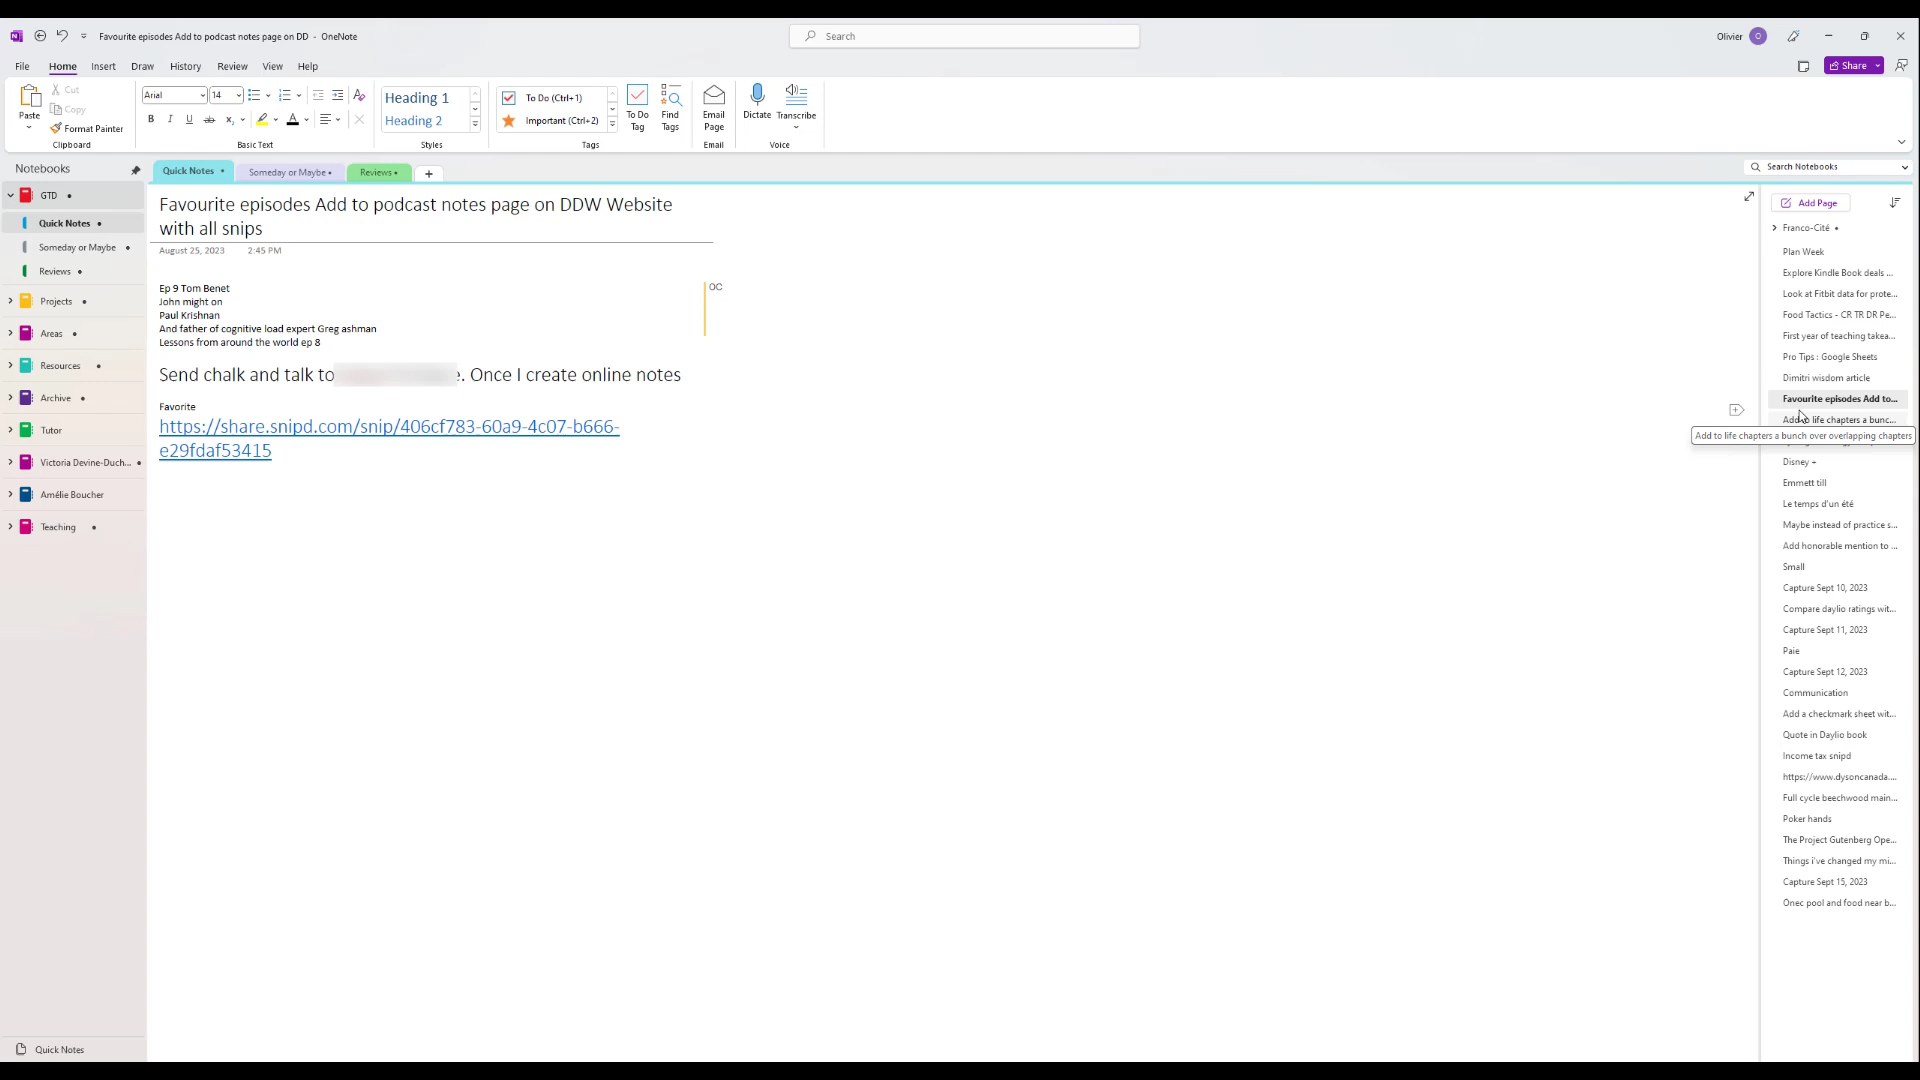 Favourite episodes Add to podcast notes page on DD - OneNote
Search
Olivier
O
File Home Insert Draw History Review View Help
Share
Paste
Cut
Copy
Format Painter
Clipboard
Arial
14
Basic Text
Heading 1
Heading 2
Styles
To Do (Ctrl+1)
Important (Ctrl+2)
To Do
Tag
Find
Tags
Tags
Email
Page
Email
Dictate
Transcribe
Voice
Notebooks
Quick Notes
Someday or Maybe
Reviews
Search Notebooks
GTD
Quick Notes
Someday or Maybe
Reviews
Projects
Areas
Resources
Archive
Tutor
Victoria Devine-Duch...
Amélie Boucher
Teaching
Quick Notes
Favourite episodes Add to podcast notes page on DDW Website
with all snips
August 25, 2023 2:45 PM
Ep 9 Tom Benet
John might on
Paul Krishnan
And father of cognitive load expert Greg ashman
Lessons from around the world ep 8
OC
Send chalk and talk to e. Once I create online notes
Favorite
https://share.snipd.com/snip/406cf783-60a9-4c07-b666-
e29fdaf53415
Add Page
Franco-Cité
Plan Week
Explore Kindle Book deals ...
Look at Fitbit data for prote...
Food Tactics - CR TR DR Pe...
First year of teaching takea...
Pro Tips : Google Sheets
Dimitri wisdom article
Favourite episodes Add to...
Add to life chapters a bunc...
Add to life chapters a bunch over overlapping chapters
Disney +
Emmett till
Le temps d'un été
Maybe instead of practice s...
Add honorable mention to ...
Small
Capture Sept 10, 2023
Compare daylio ratings wit...
Capture Sept 11, 2023
Paie
Capture Sept 12, 2023
Communication
Add a checkmark sheet wit...
Quote in Daylio book
Income tax snipd
https://www.dysoncanada....
Full cycle beechwood main...
Poker hands
The Project Gutenberg Ope...
Things i've changed my mi...
Capture Sept 15, 2023
Onec pool and food near b...